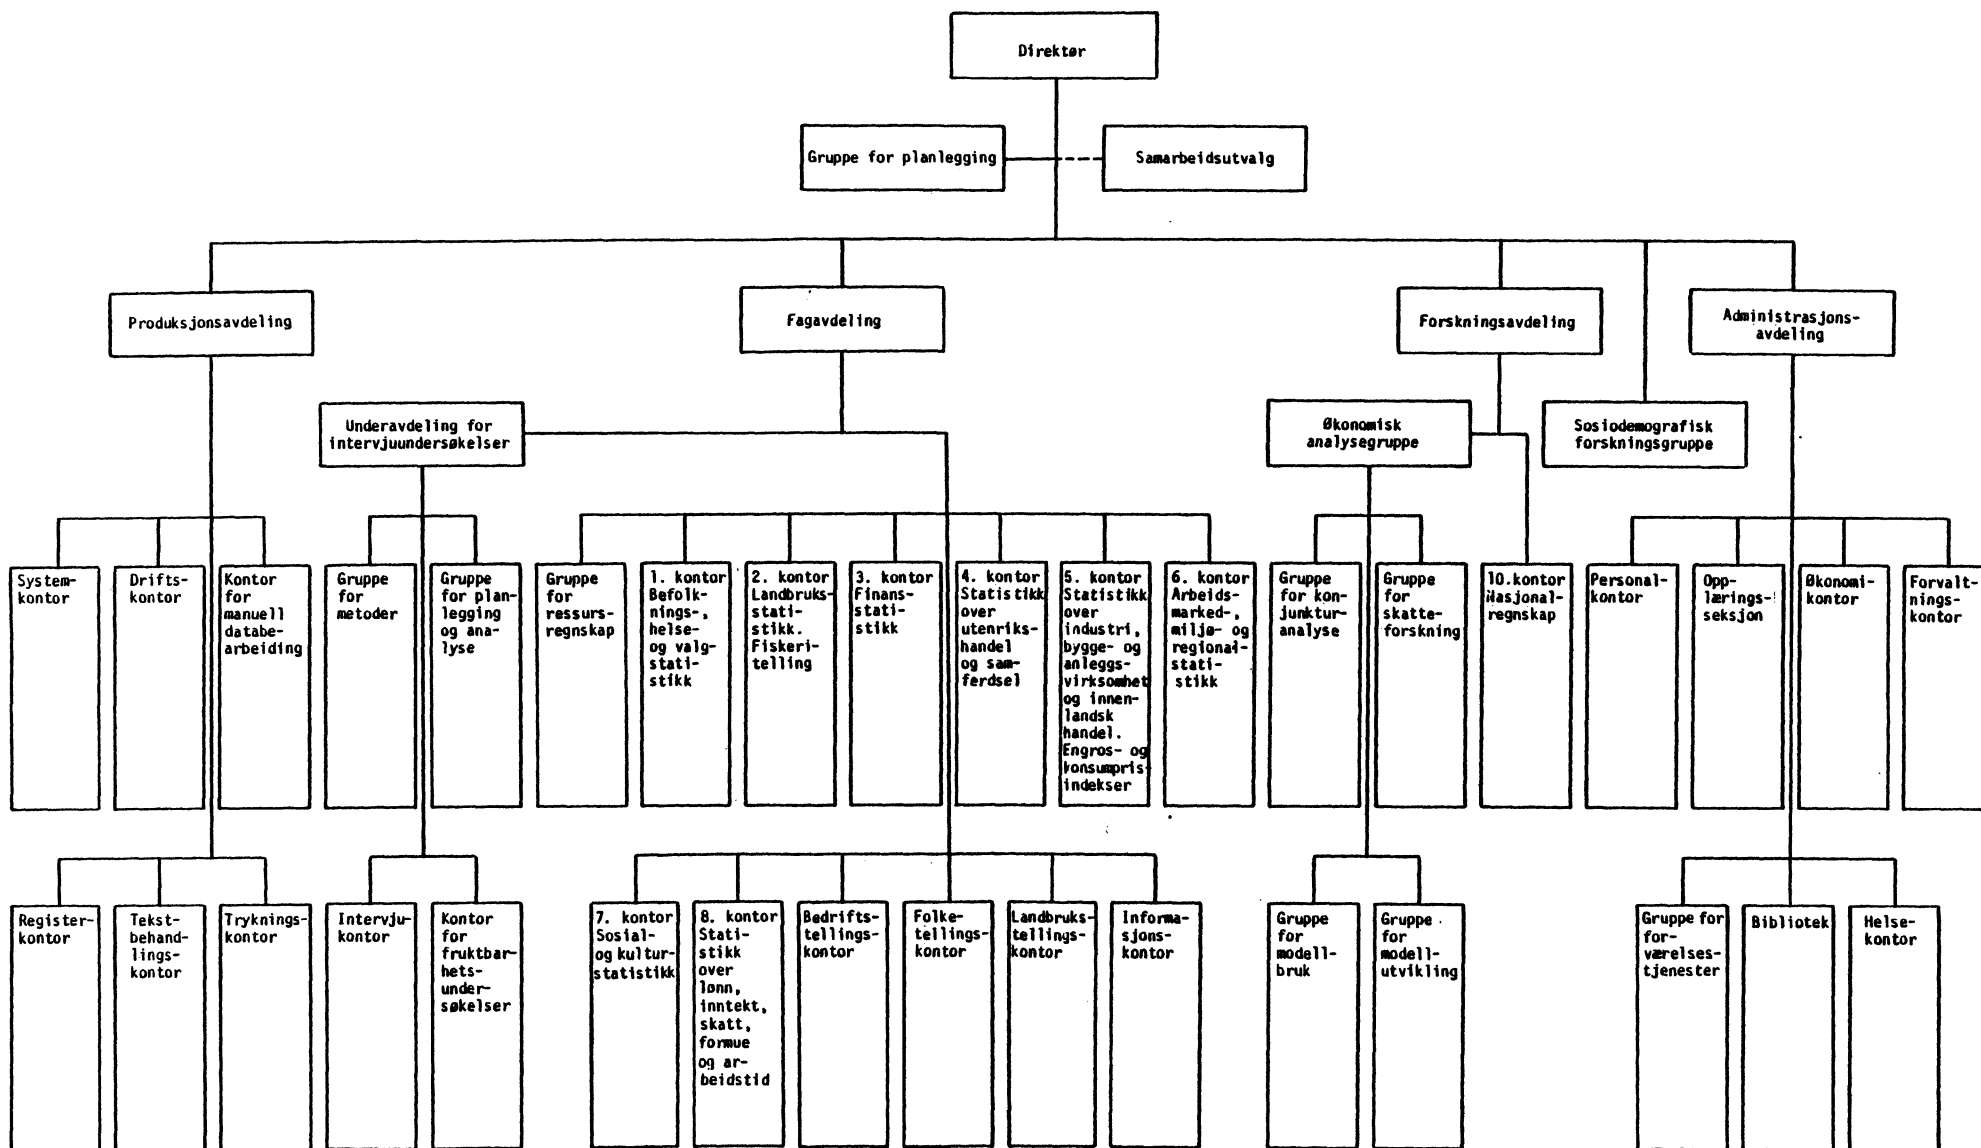 Direktør
Gruppe for planlegging
Samarbeidsutvalg
Produksjonsavdeling
Fagavdeling
Forskningsavdeling
Administrasjons-
avdeling
Underavdeling for
intervjuundersøkelser
Økonomisk
analysegruppe
Sosiodemografisk
forskningsgruppe
System-
kontor
Drifts-
kontor
Kontor
for
manuell
databe-
arbeiding
Gruppe
for
metoder
Gruppe
for plan-
legging
og ana-
lyse
Gruppe
for
ressurs-
regnskap
1. kontor
Befolk-
nings-,
helse-
og valg-
stati-
stikk
2. kontor
Landbruks-
stati-
stikk.
Fiskeri-
telling
3. kontor
Finans-
stati-
stikk
4. kontor
Statistikk
over
utenriks-
handel
og sam-
ferdsel
5. kontor
Statistikk
over
industri,
bygge- og
anleggs-
virksomhet
og innen-
landsk
handel.
Engros- og
konsumpris-
indekser
6. kontor
Arbeids-
marked-,
miljø- og
regional-
stati-
stikk
Gruppe
for kon-
junktur-
analyse
Gruppe
for
skatte-
forskning
10.kontor
Nasjonal-
regnskap
Personal-
kontor
Opp-
lærings-
seksjon
Økonomi-
kontor
Forvalt-
nings-
kontor
Register-
kontor
Tekst-
behand-
lings-
kontor
Tryknings-
kontor
Intervju-
kontor
Kontor
for
fruktbar-
hets-
under-
søkelser
7. kontor
Sosial-
og kultur-
statistikk
8. kontor
Stati-
stikk
over
lønn,
inntekt,
skatt,
formue
og ar-
beidstid
Bedrifts-
tellings-
kontor
Folke-
tellings-
kontor
Landbruks-
tellings-
kontor
Informa-
sjons-
kontor
Gruppe
for
modell-
bruk
Gruppe
for
modell-
utvikling
Gruppe for
for-
værelses-
tjenester
Bibliotek
Helse-
kontor